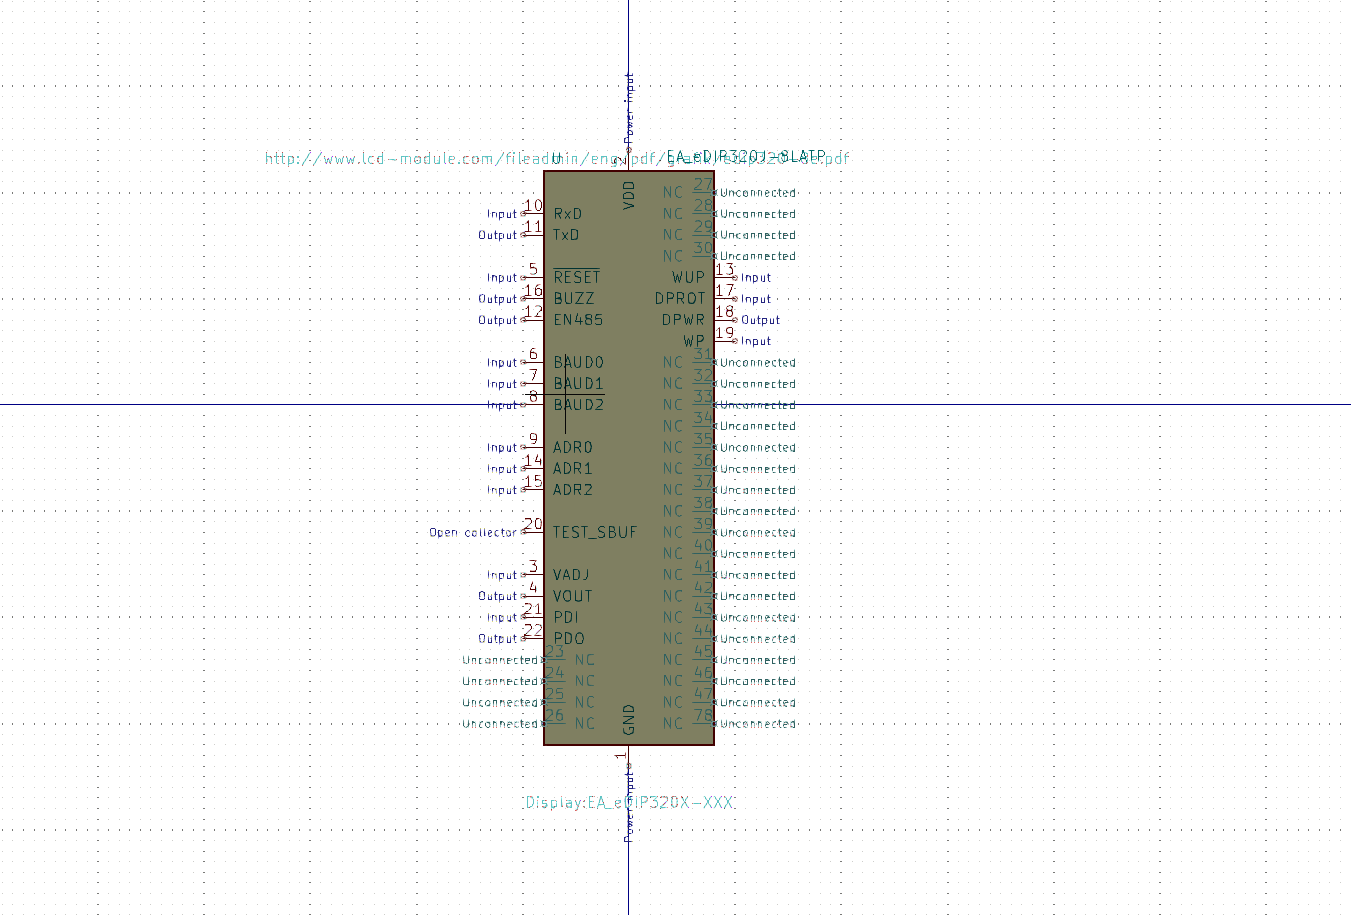 Power input
http://www.lcd-module.com/fileadmin/eng/pdf/grafik/edip320-8e.pdf
2
VDD
27 NC Unconnected
Input 10 RxD
28 NC Unconnected
Output 11 TxD
29 NC Unconnected
30 NC Unconnected
Input 5 RESET
WUP 13 Input
Output 16 BUZZ
DPROT 17 Input
Output 12 EN485
DPWR 18 Output
WP 19 Input
Input 6 BAUD0
NC 31 Unconnected
Input 7 BAUD1
NC 32 Unconnected
Input 8 BAUD2
NC 33 Unconnected
NC 34 Unconnected
Input 9 ADR0
NC 35 Unconnected
Input 14 ADR1
NC 36 Unconnected
Input 15 ADR2
NC 37 Unconnected
NC 38 Unconnected
Open collector 20 TEST_SBUF
NC 39 Unconnected
NC 40 Unconnected
Input 3 VADJ
NC 41 Unconnected
Output 4 VOUT
NC 42 Unconnected
Input 21 PDI
NC 43 Unconnected
Output 22 PDO
NC 44 Unconnected
Unconnected 23 NC
NC 45 Unconnected
Unconnected 24 NC
NC 46 Unconnected
Unconnected 25 NC
NC 47 Unconnected
Unconnected 26 NC
NC 78 Unconnected
GND
1
Display:EA_eDIP320X-XXX
Power input